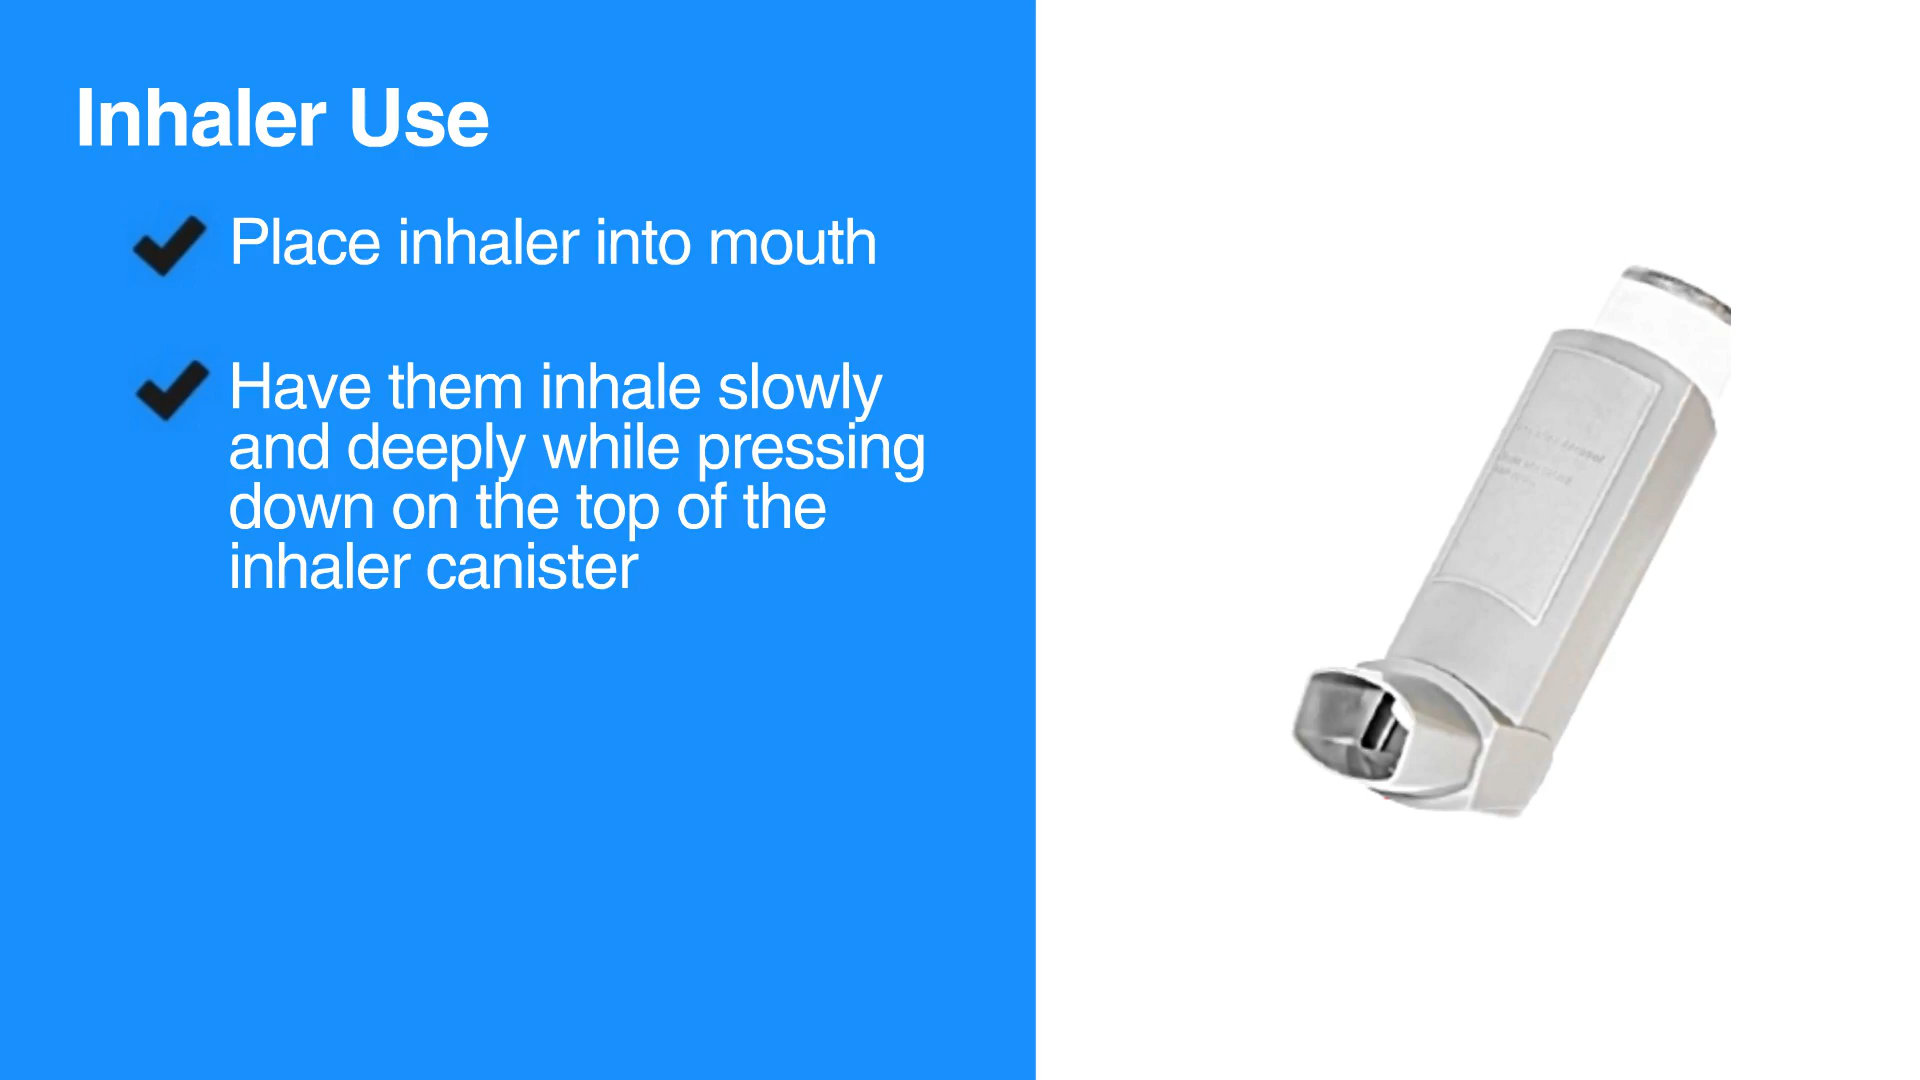 Inhaler Use
Place inhaler into mouth
Have them inhale slowly
and deeply while pressing
down on the top of the
inhaler canister